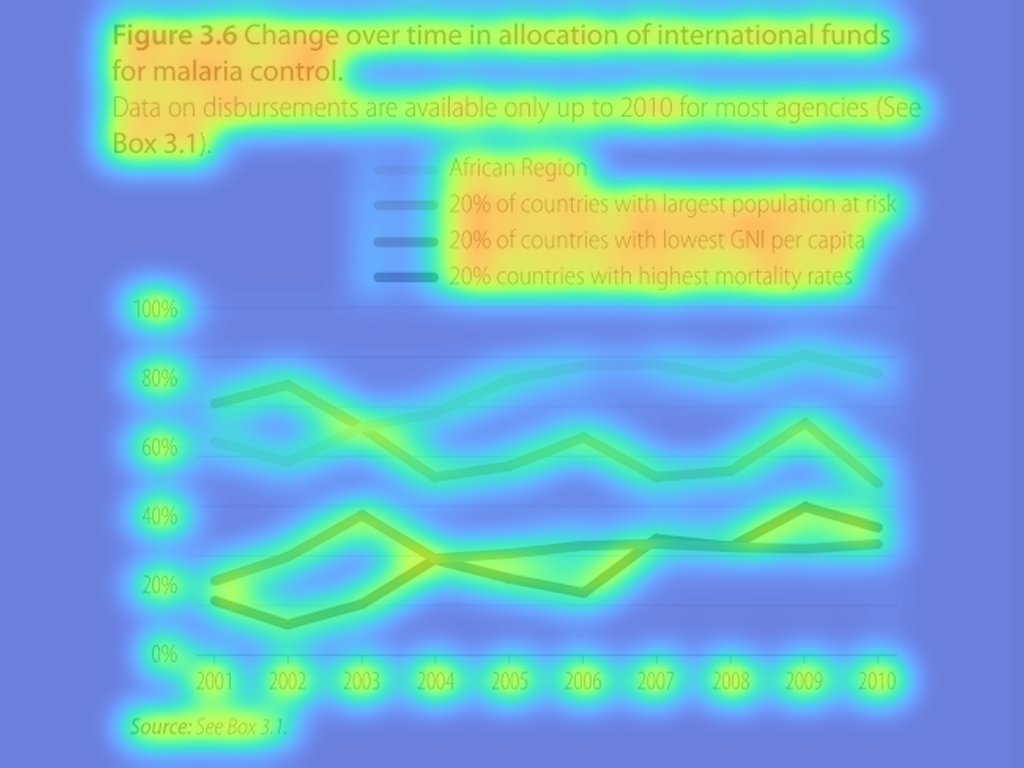 Figure 3.6 Change over time in allocation of international funds
for malaria control.
Data on disbursements are available only up to 2010 for most agencies (See
Box 3.1).
African Region
20% of countries with largest population at risk
20% of countries with lowest GNI per capita
20% countries with highest mortality rates
100%
80%
60%
40%
20%
0%
2001 2002 2003 2004 2005 2006 2007 2008 2009 2010
Source: See Box 3.1.